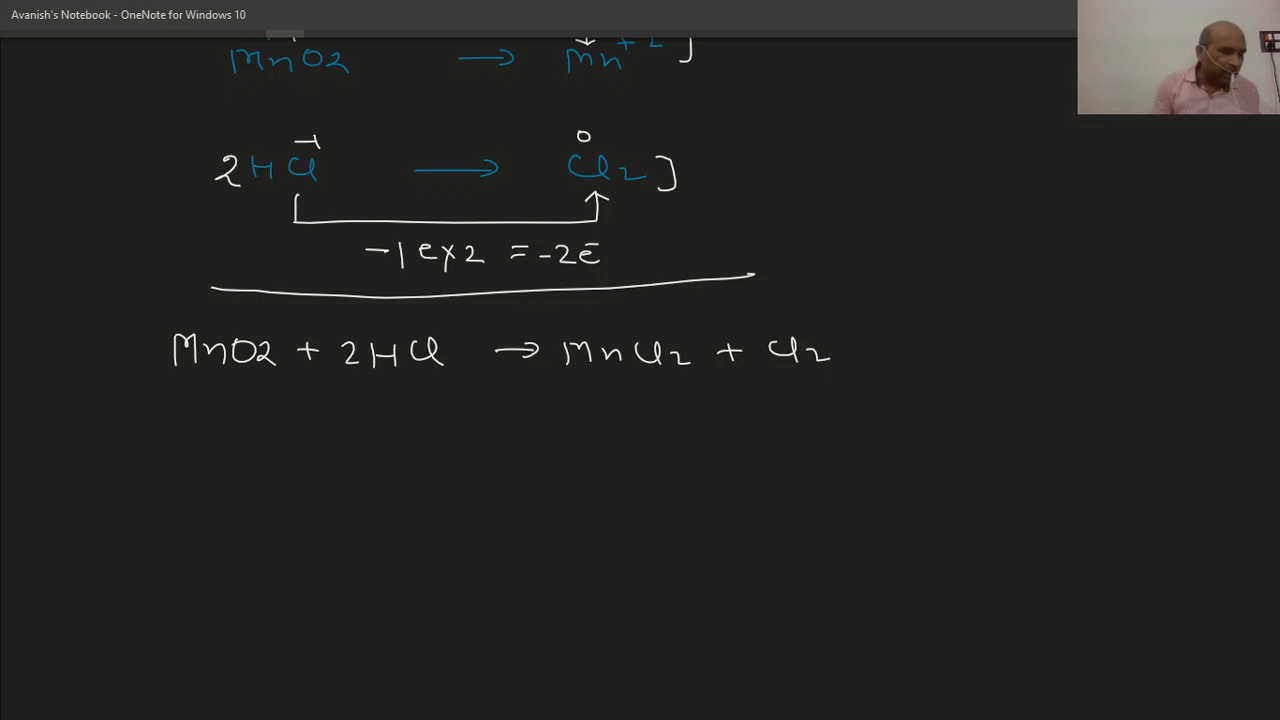 Avanish's Notebook - OneNote for Windows 10
MnO2 → Mn+2 ]
-1 0
2HCl → Cl2 ]
-1e×2 = -2e̅
MnO2 + 2HCl → MnCl2 + Cl2